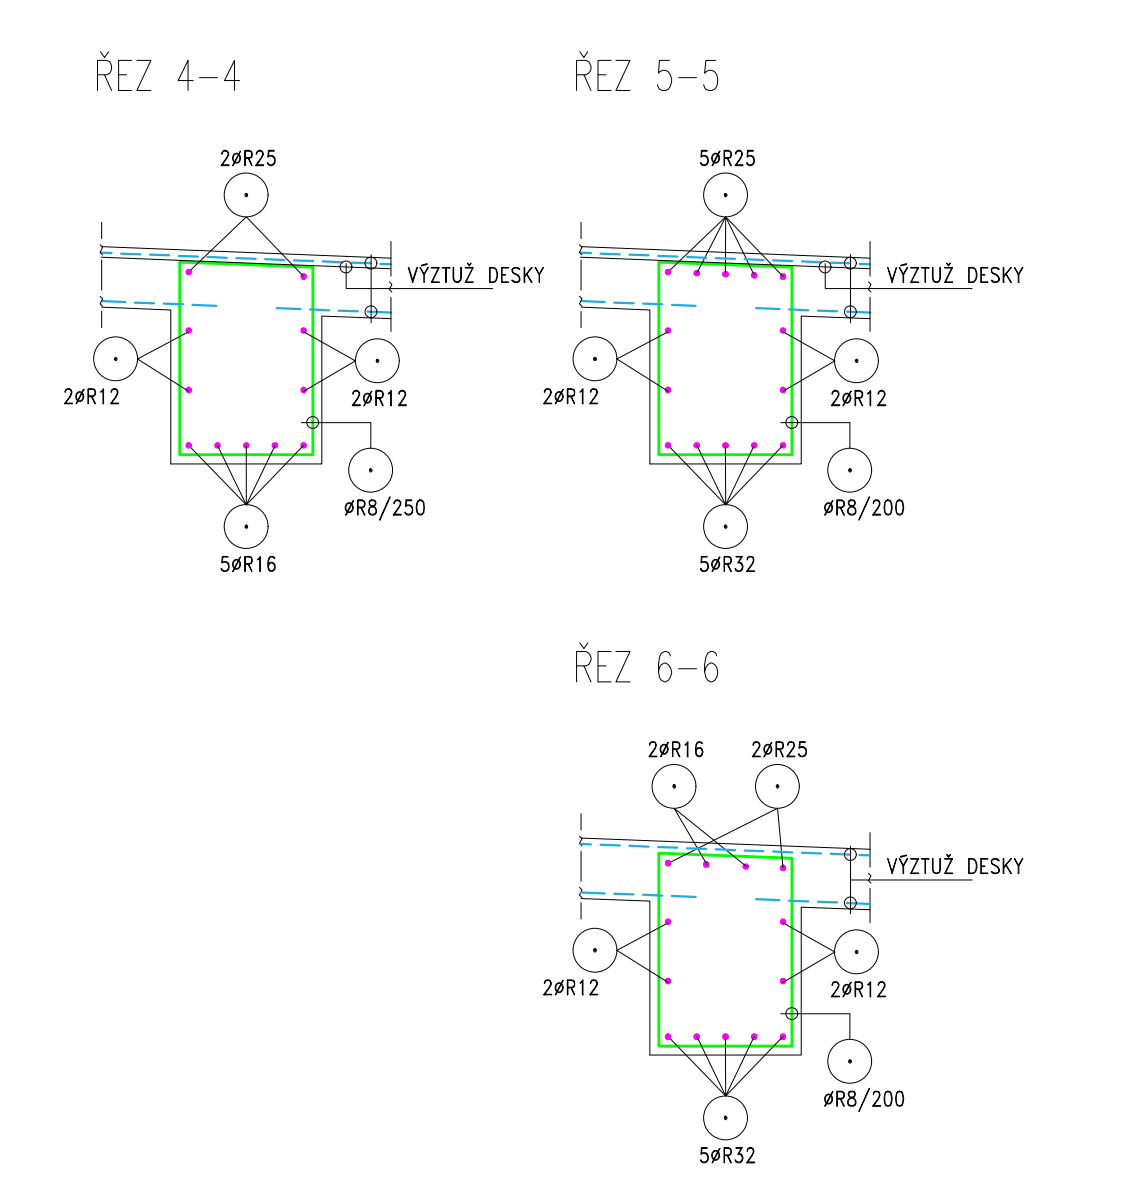 ŘEZ 4-4
2øR25
VÝZTUŽ DESKY
2øR12
2øR12
øR8/250
5øR16
ŘEZ 5-5
5øR25
VÝZTUŽ DESKY
2øR12
2øR12
øR8/200
5øR32
ŘEZ 6-6
2øR16
2øR25
VÝZTUŽ DESKY
2øR12
2øR12
øR8/200
5øR32